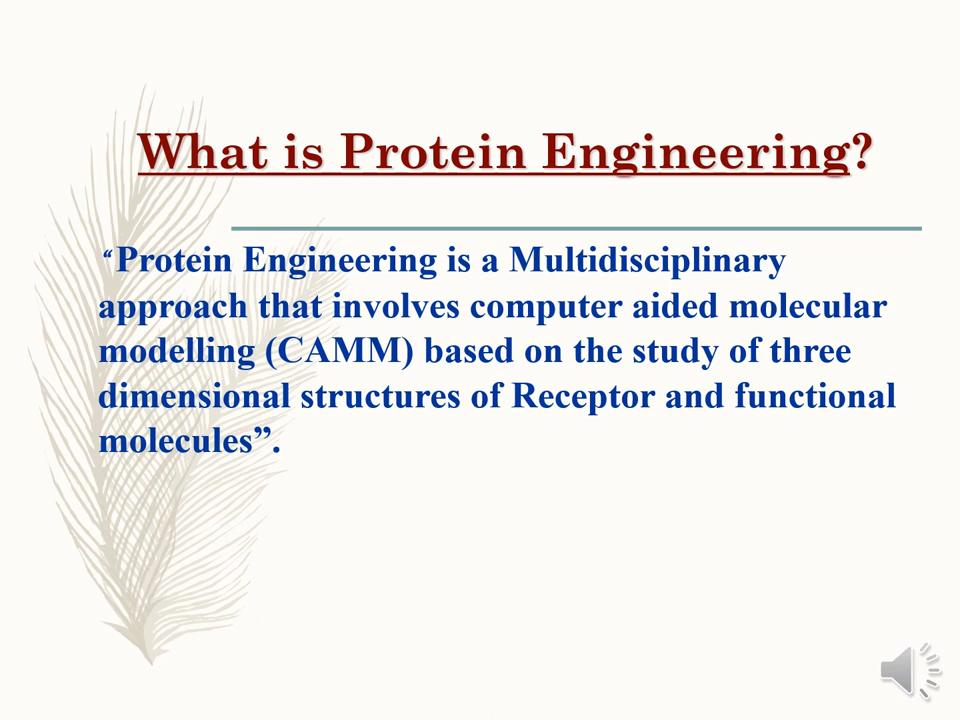 What is Protein Engineering?
“Protein Engineering is a Multidisciplinary
approach that involves computer aided molecular
modelling (CAMM) based on the study of three
dimensional structures of Receptor and functional
molecules”.